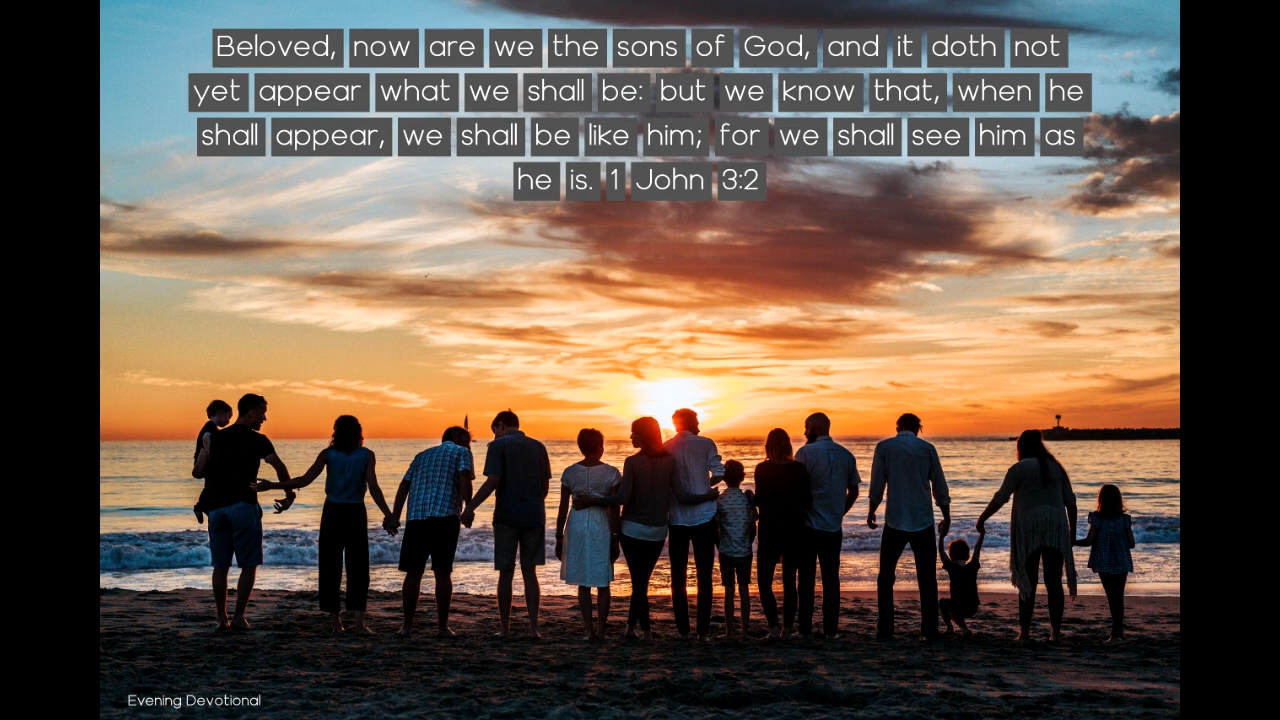 Beloved, now are we the sons of God, and it doth not
yet appear what we shall be: but we know that, when he
shall appear, we shall be like him; for we shall see him as
he is. 1 John 3:2
Evening Devotional